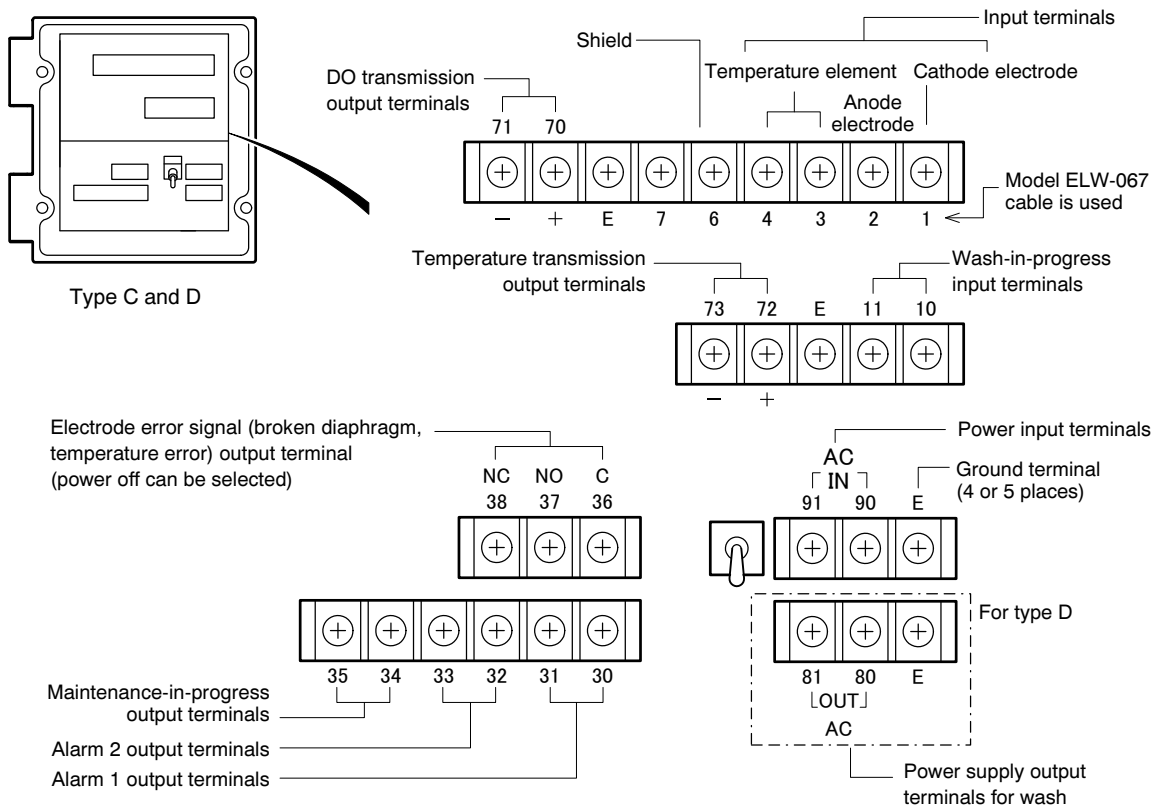 Input terminals
Shield
DO transmission
output terminals
Temperature element
Cathode electrode
Anode
electrode
71 70
− + E 7 6 4 3 2 1
Model ELW-067
cable is used
Type C and D
Temperature transmission
output terminals
Wash-in-progress
input terminals
73 72 E 11 10
− +
Electrode error signal (broken diaphragm,
temperature error) output terminal
(power off can be selected)
NC NO C
38 37 36
Power input terminals
AC
IN
91 90 E
Ground terminal
(4 or 5 places)
For type D
35 34 33 32 31 30
Maintenance-in-progress
output terminals
Alarm 2 output terminals
Alarm 1 output terminals
81 80 E
OUT
AC
Power supply output
terminals for wash